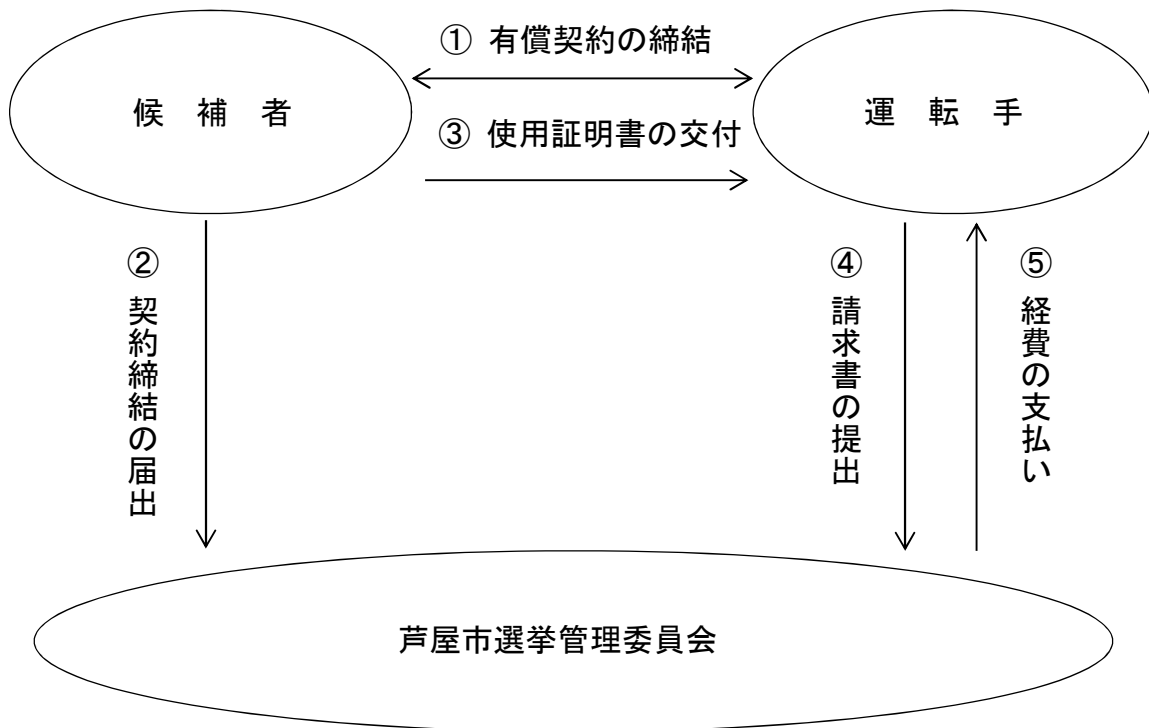 ① 有償契約の締結
候　補　者
運　転　手
③ 使用証明書の交付
② 契約締結の届出
④ 請求書の提出
⑤ 経費の支払い
芦屋市選挙管理委員会